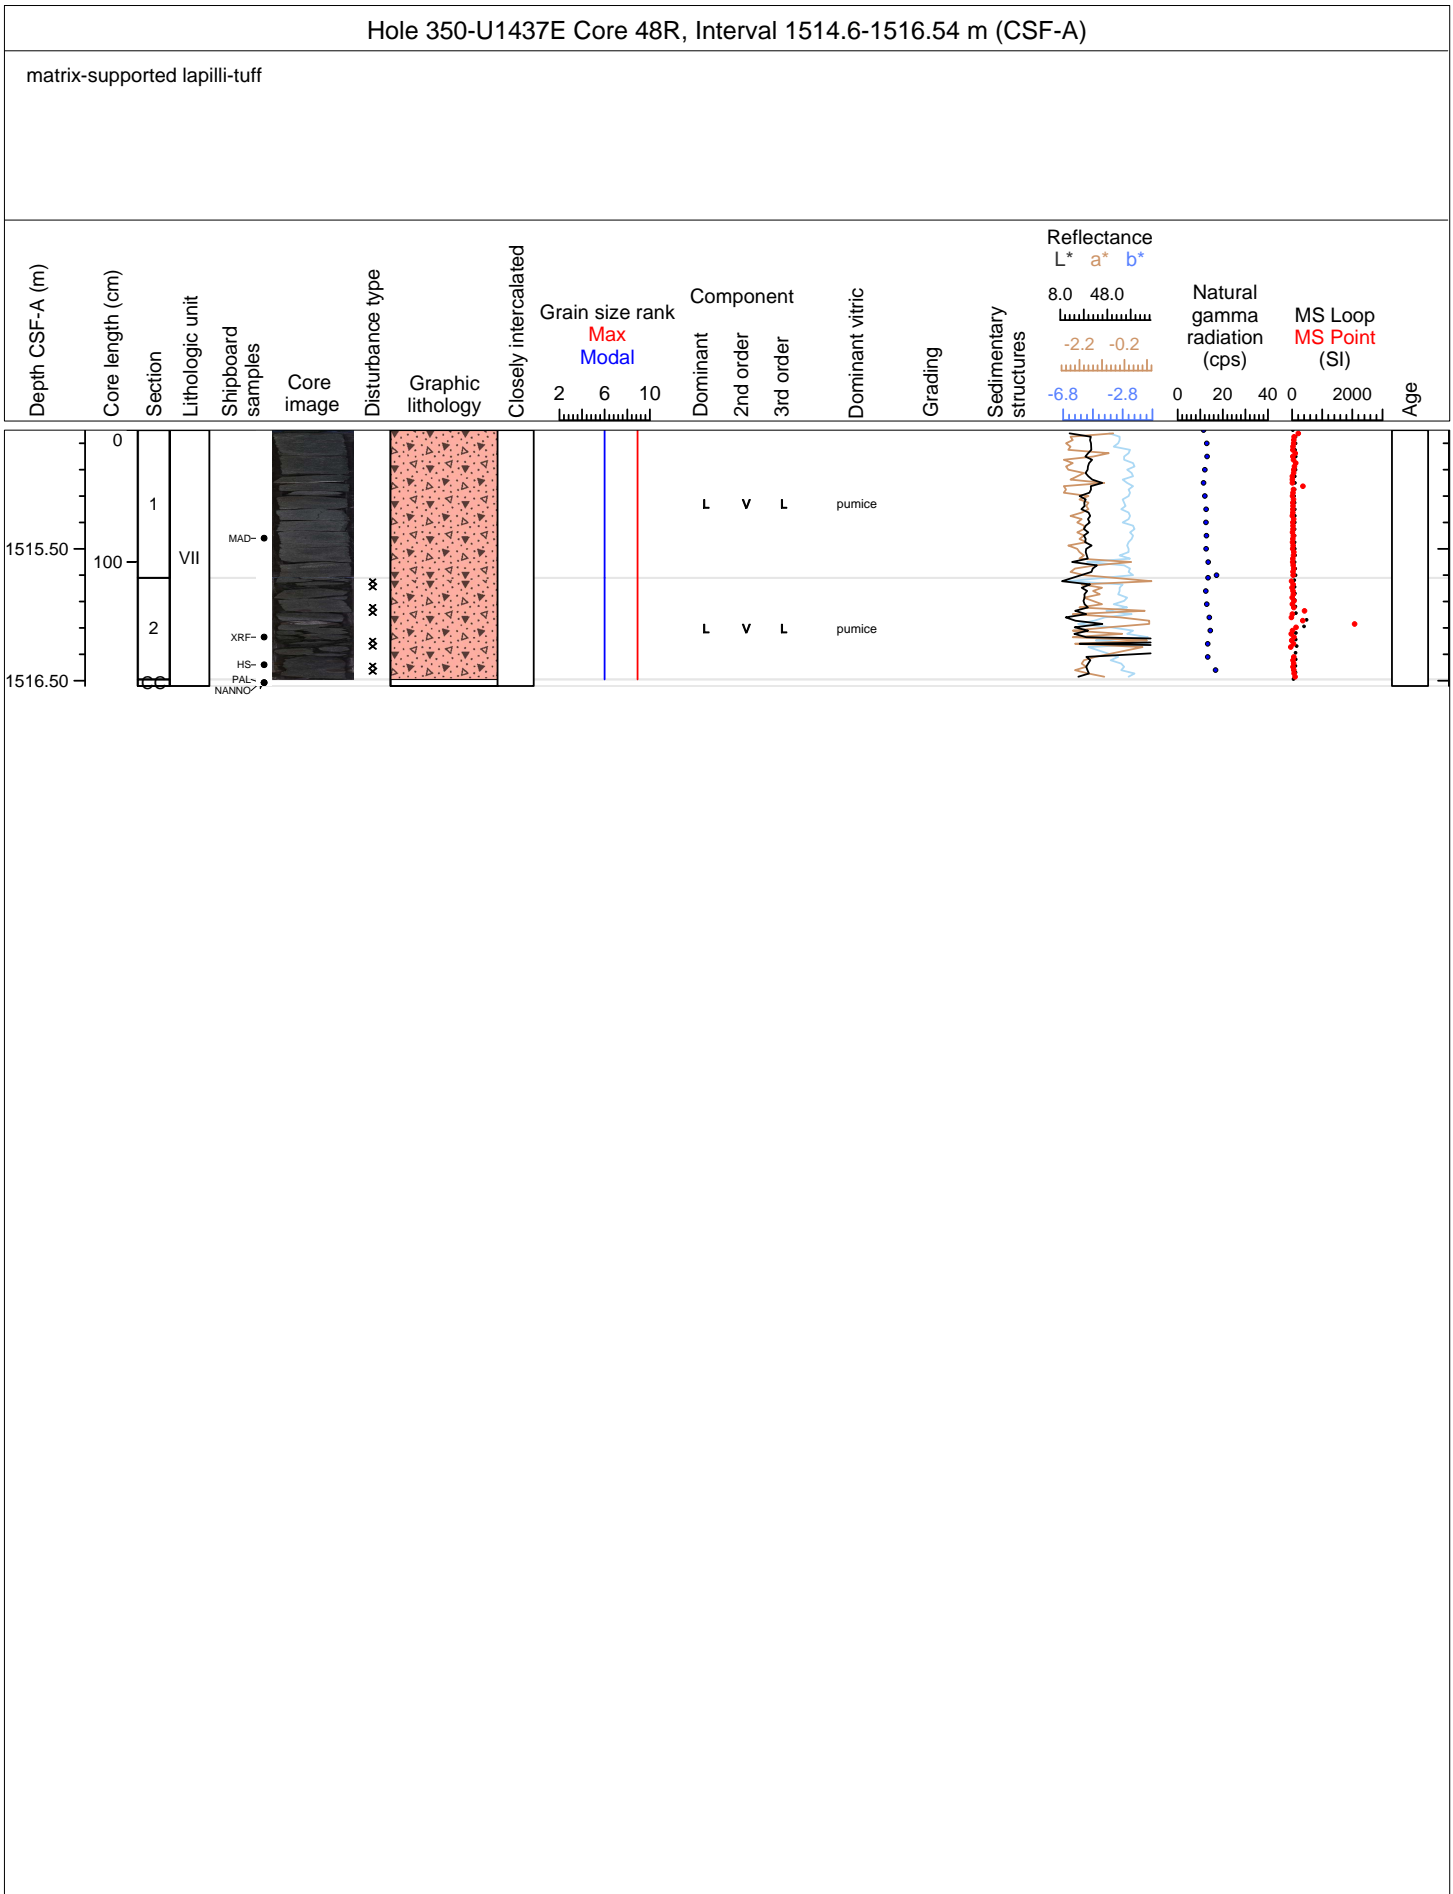 Hole 350-U1437E Core 48R, Interval 1514.6-1516.54 m (CSF-A)
matrix-supported lapilli-tuff
Depth CSF-A (m)
Core length (cm)
Section
Lithologic unit
Shipboard
samples
Core
image
Disturbance type
Graphic
lithology
Closely intercalated
Grain size rank
Max
Modal
2 6 10
Component
Dominant
2nd order
3rd order
Dominant vitric
Grading
Sedimentary
structures
Reflectance
L* a* b*
8.0 48.0
-2.2 -0.2
-6.8 -2.8
Natural
gamma
radiation
(cps)
0 20 40
MS Loop
MS Point
(SI)
0 2000
Age
0
1
L V L pumice
MAD
1515.50
100
VII
2
L V L pumice
XRF
HS
PAL
1516.50
CC
NANNO